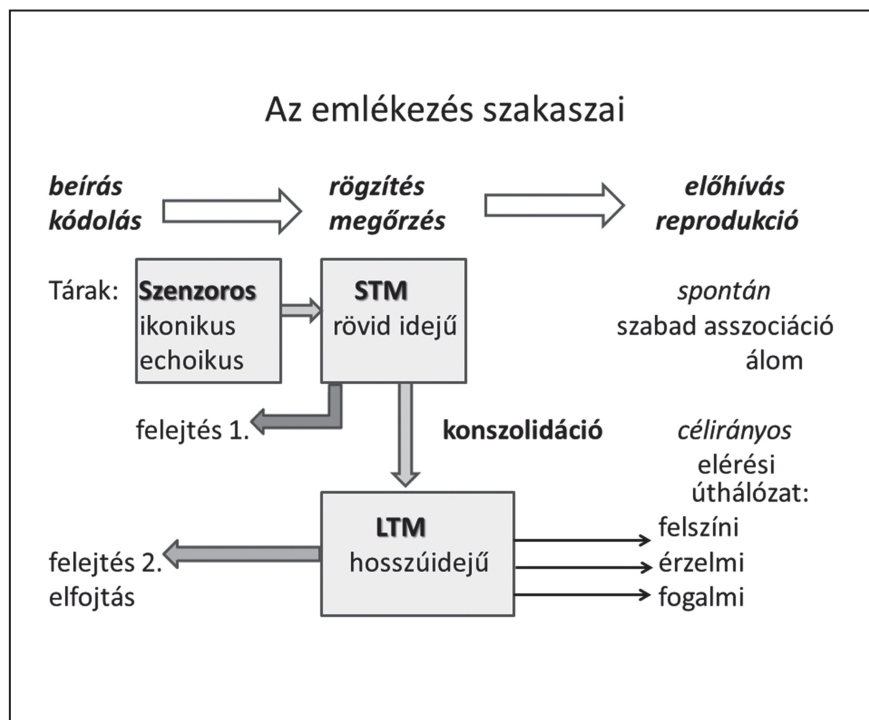 Az emlékezés szakaszai
beírás
kódolás
rögzítés
megőrzés
előhívás
reprodukció
Tárak:
Szenzoros
ikonikus
echoikus
STM
rövid idejű
spontán
szabad asszociáció
álom
felejtés 1.
konszolidáció
célirányos
elérési
úthálózat:
LTM
hosszúidejű
felszíni
érzelmi
fogalmi
felejtés 2.
elfojtás